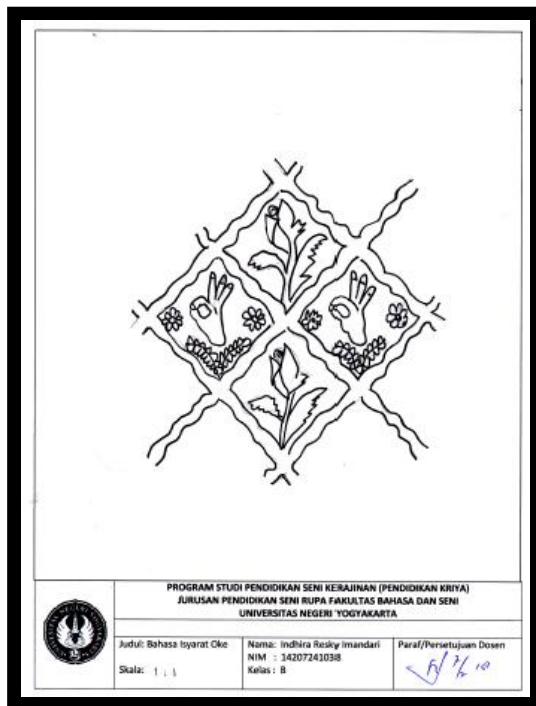 PROGRAM STUDI PENDIDIKAN SENI KERAJINAN (PENDIDIKAN KRIYA)
JURUSAN PENDIDIKAN SENI RUPA FAKULTAS BAHASA DAN SENI
UNIVERSITAS NEGERI YOGYAKARTA
Judul: Bahasa Isyarat Oke
Skala: 1 : 1
Nama: Indhira Resky Imandari
NIM : 14207241038
Kelas : B
Paraf/Persetujuan Dosen